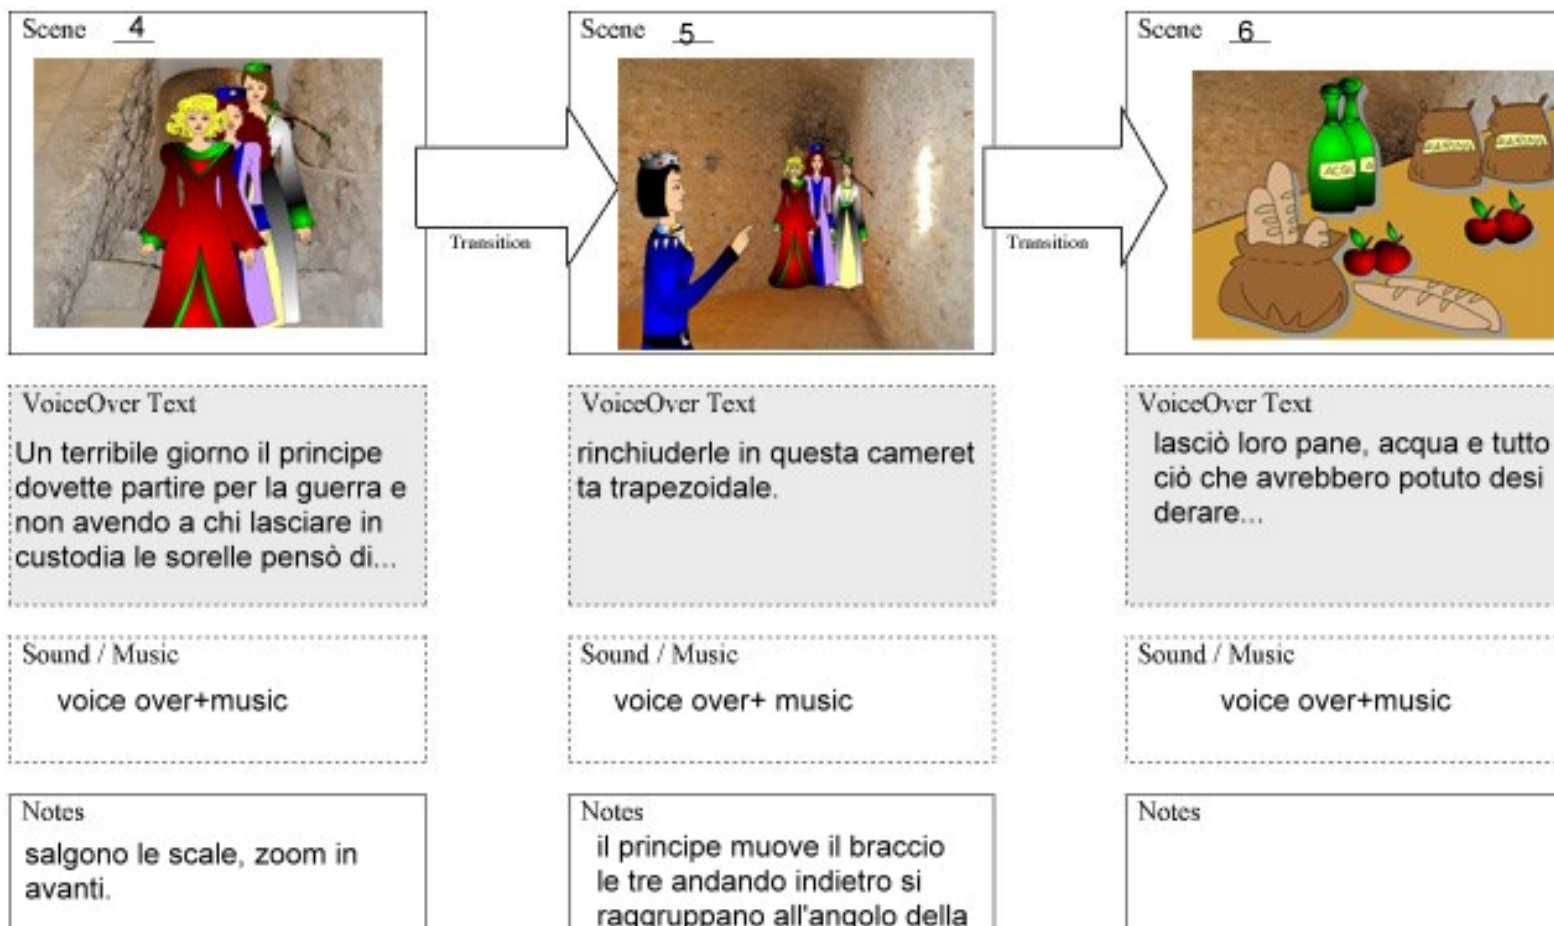 Scene 4
Un terribile giorno il principe
dovette partire per la guerra e
non avendo a chi lasciare in
custodia le sorelle pensò di...
VoiceOver Text
Sound / Music
voice over+music
Notes
salgono le scale, zoom in
avanti.
Transition
Scene 5
VoiceOver Text
rinchiuderle in questa cameret
ta trapezoidale.
Sound / Music
voice over+ music
Notes
il principe muove il braccio
le tre andando indietro si
raggruppano all'angolo della
Transition
Scene 6
ACQU
A
FARINA
FARINA
VoiceOver Text
lasciò loro pane, acqua e tutto
ciò che avrebbero potuto desi
derare...
Sound / Music
voice over+music
Notes